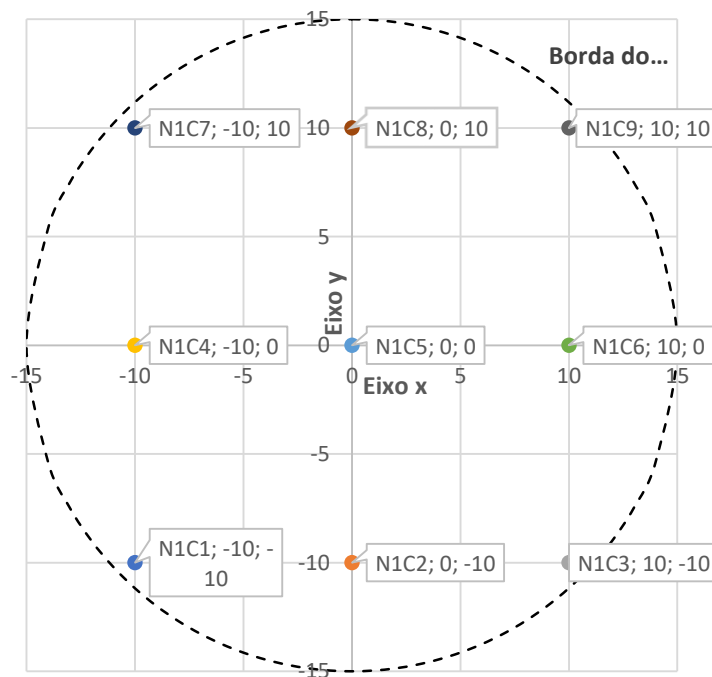 15
Borda do...
N1C7; -10; 10
10
N1C8; 0; 10
N1C9; 10; 10
5
Eixo y
N1C4; -10; 0
0
N1C5; 0; 0
N1C6; 10; 0
-15
-10
-5
0
5
10
15
Eixo x
-5
N1C1; -10; -
10
-10
N1C2; 0; -10
N1C3; 10; -10
-15